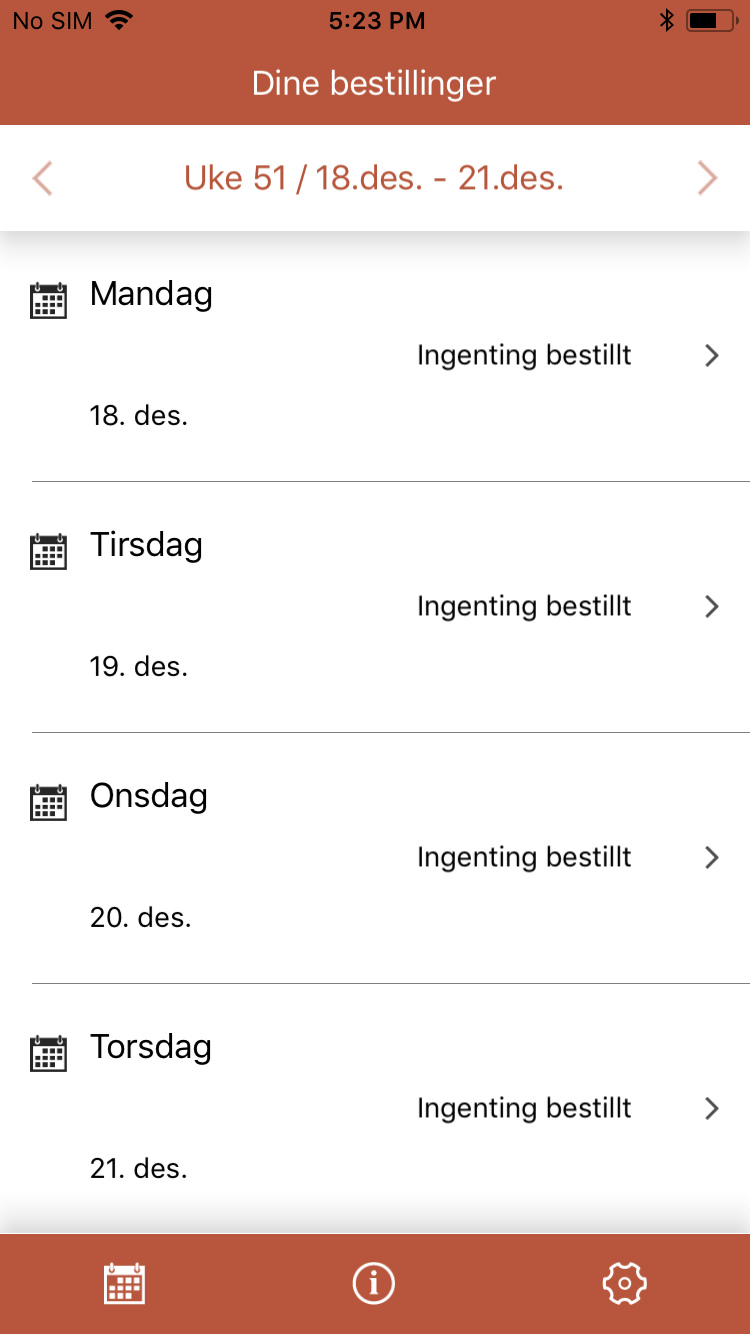 No SIM 5:23 PM
Dine bestillinger
Uke 51 / 18.des. - 21.des.
Mandag
Ingenting bestillt
18. des.
Tirsdag
Ingenting bestillt
19. des.
Onsdag
Ingenting bestillt
20. des.
Torsdag
Ingenting bestillt
21. des.